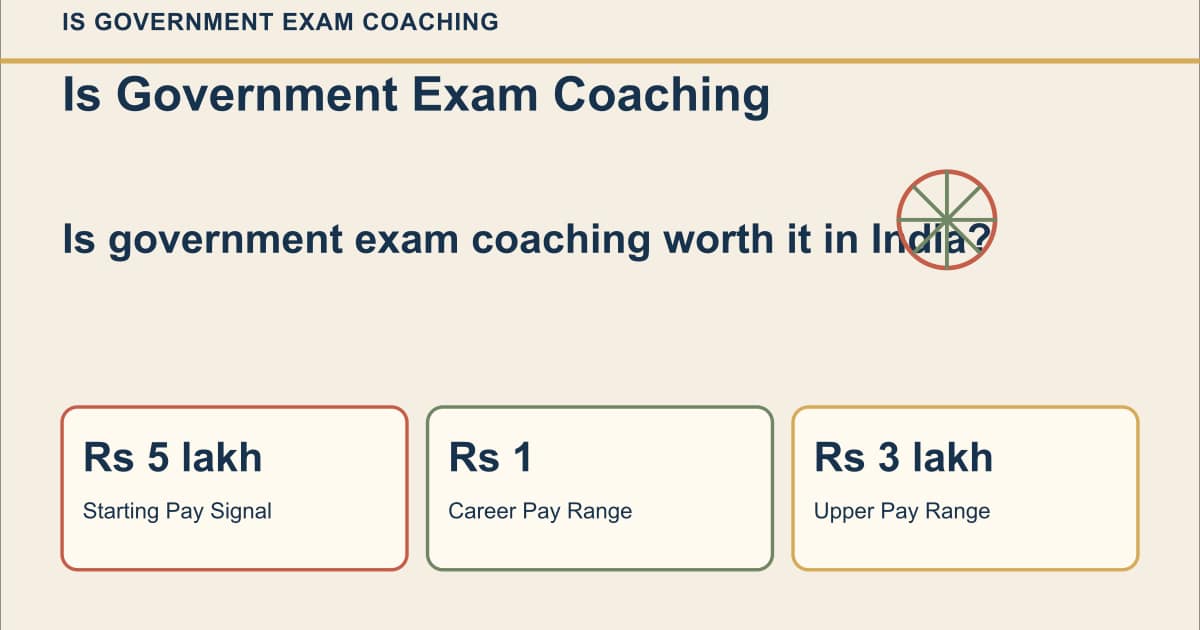 IS GOVERNMENT EXAM COACHING
Is Government Exam Coaching
Is government exam coaching worth it in India?
Rs 5 lakh
Starting Pay Signal
Rs 1
Career Pay Range
Rs 3 lakh
Upper Pay Range